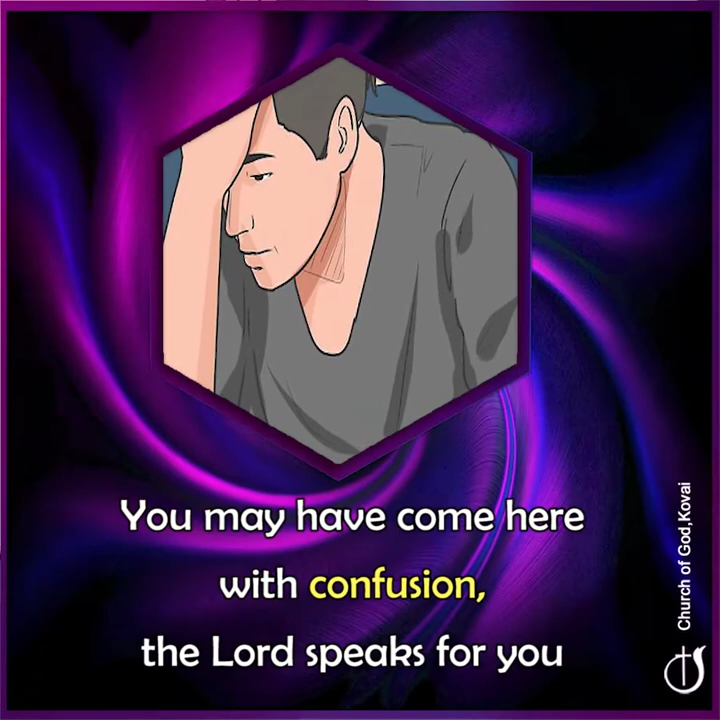 You may have come here
with confusion,
the Lord speaks for you
Church of God,Kovai